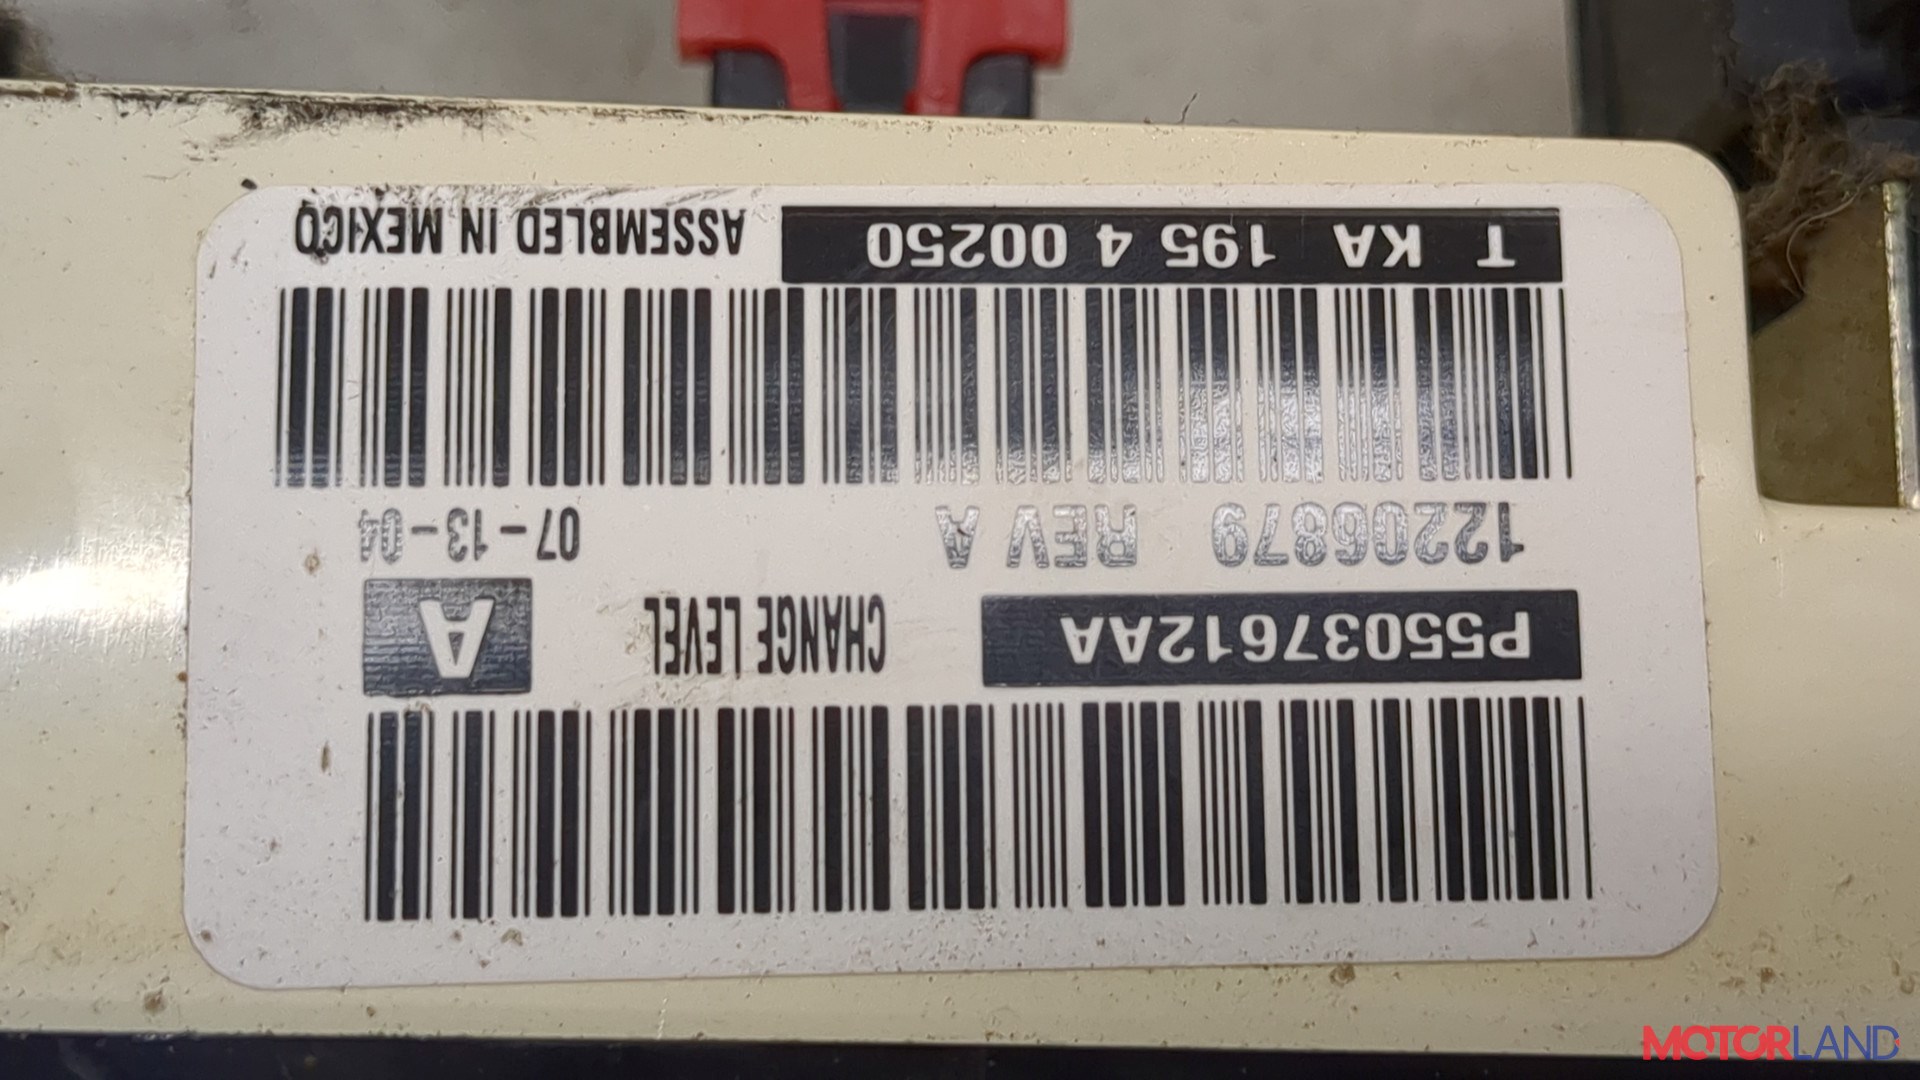 P55037612AA CHANGE LEVEL A
12206879 REV A 07-13-04
T KA 195 4 00250 ASSEMBLED IN MEXICO
MOTORLAND